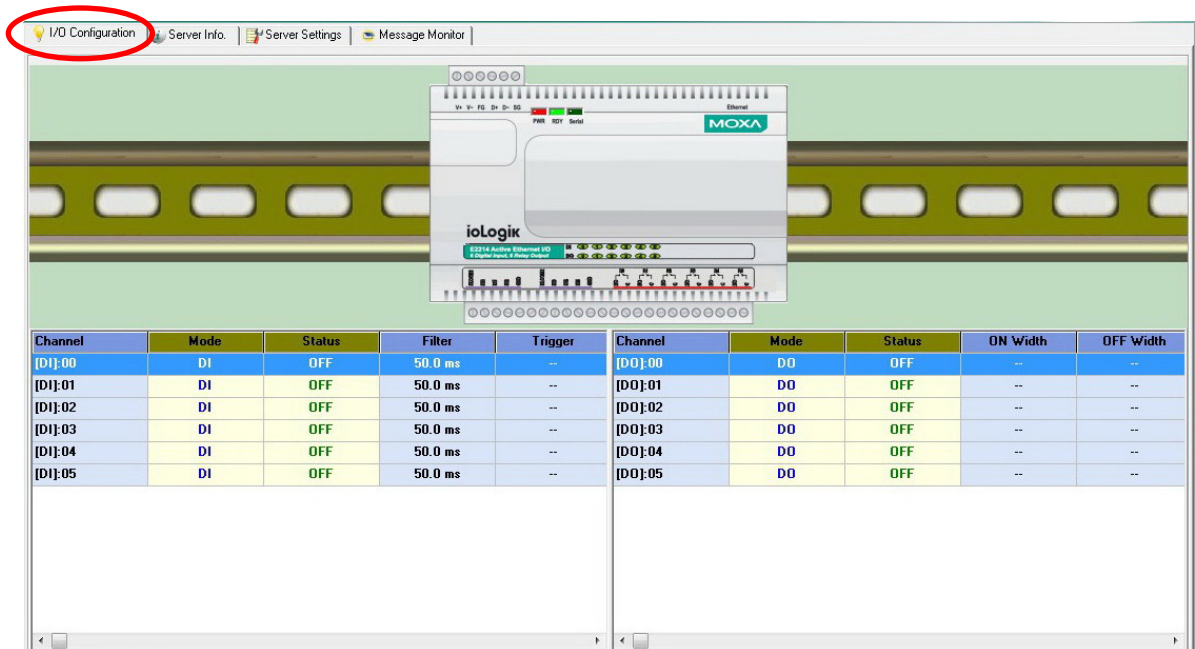 I/O Configuration Server Info. Server Settings Message Monitor
V+ V- FG D+ D- SG
Ethernet
PWR RDY Serial
MOXA
ioLogik
E2214 Active Ethernet I/O
6 Digital Input, 6 Relay Output
DI
DO
Channel Mode Status Filter Trigger Channel Mode Status ON Width OFF Width
[DI]:00 DI OFF 50.0 ms -- [DO]:00 DO OFF -- --
[DI]:01 DI OFF 50.0 ms -- [DO]:01 DO OFF -- --
[DI]:02 DI OFF 50.0 ms -- [DO]:02 DO OFF -- --
[DI]:03 DI OFF 50.0 ms -- [DO]:03 DO OFF -- --
[DI]:04 DI OFF 50.0 ms -- [DO]:04 DO OFF -- --
[DI]:05 DI OFF 50.0 ms -- [DO]:05 DO OFF -- --